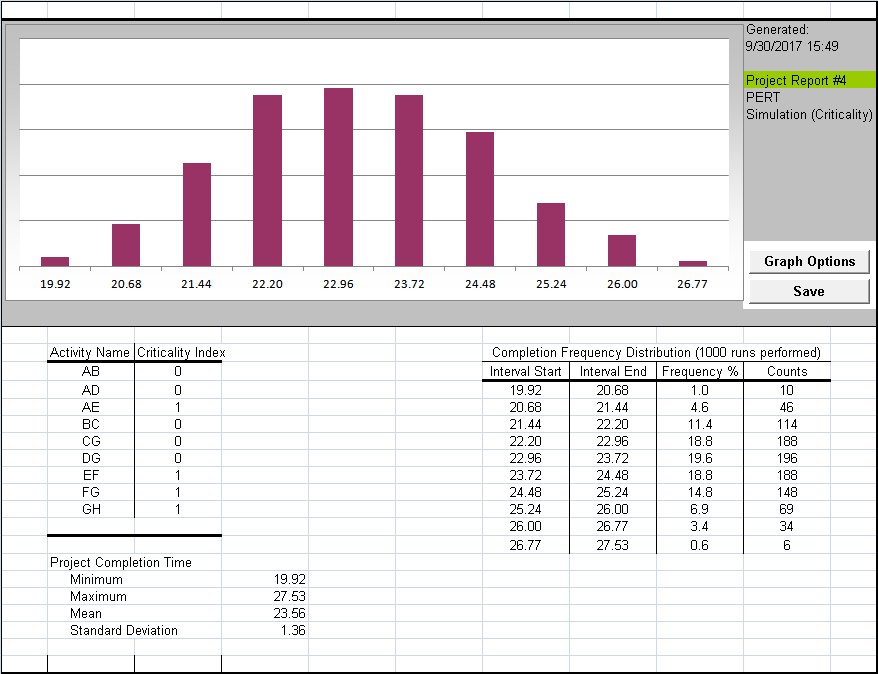 Generated:
9/30/2017 15:49
Project Report #4
PERT
Simulation (Criticality)
Graph Options
Save
19.92 20.68 21.44 22.20 22.96 23.72 24.48 25.24 26.00 26.77
Activity Name Criticality Index
AB 0
AD 0
AE 1
BC 0
CG 0
DG 0
EF 1
FG 1
GH 1
Project Completion Time
Minimum 19.92
Maximum 27.53
Mean 23.56
Standard Deviation 1.36
Completion Frequency Distribution (1000 runs performed)
Interval Start Interval End Frequency % Counts
19.92 20.68 1.0 10
20.68 21.44 4.6 46
21.44 22.20 11.4 114
22.20 22.96 18.8 188
22.96 23.72 19.6 196
23.72 24.48 18.8 188
24.48 25.24 14.8 148
25.24 26.00 6.9 69
26.00 26.77 3.4 34
26.77 27.53 0.6 6